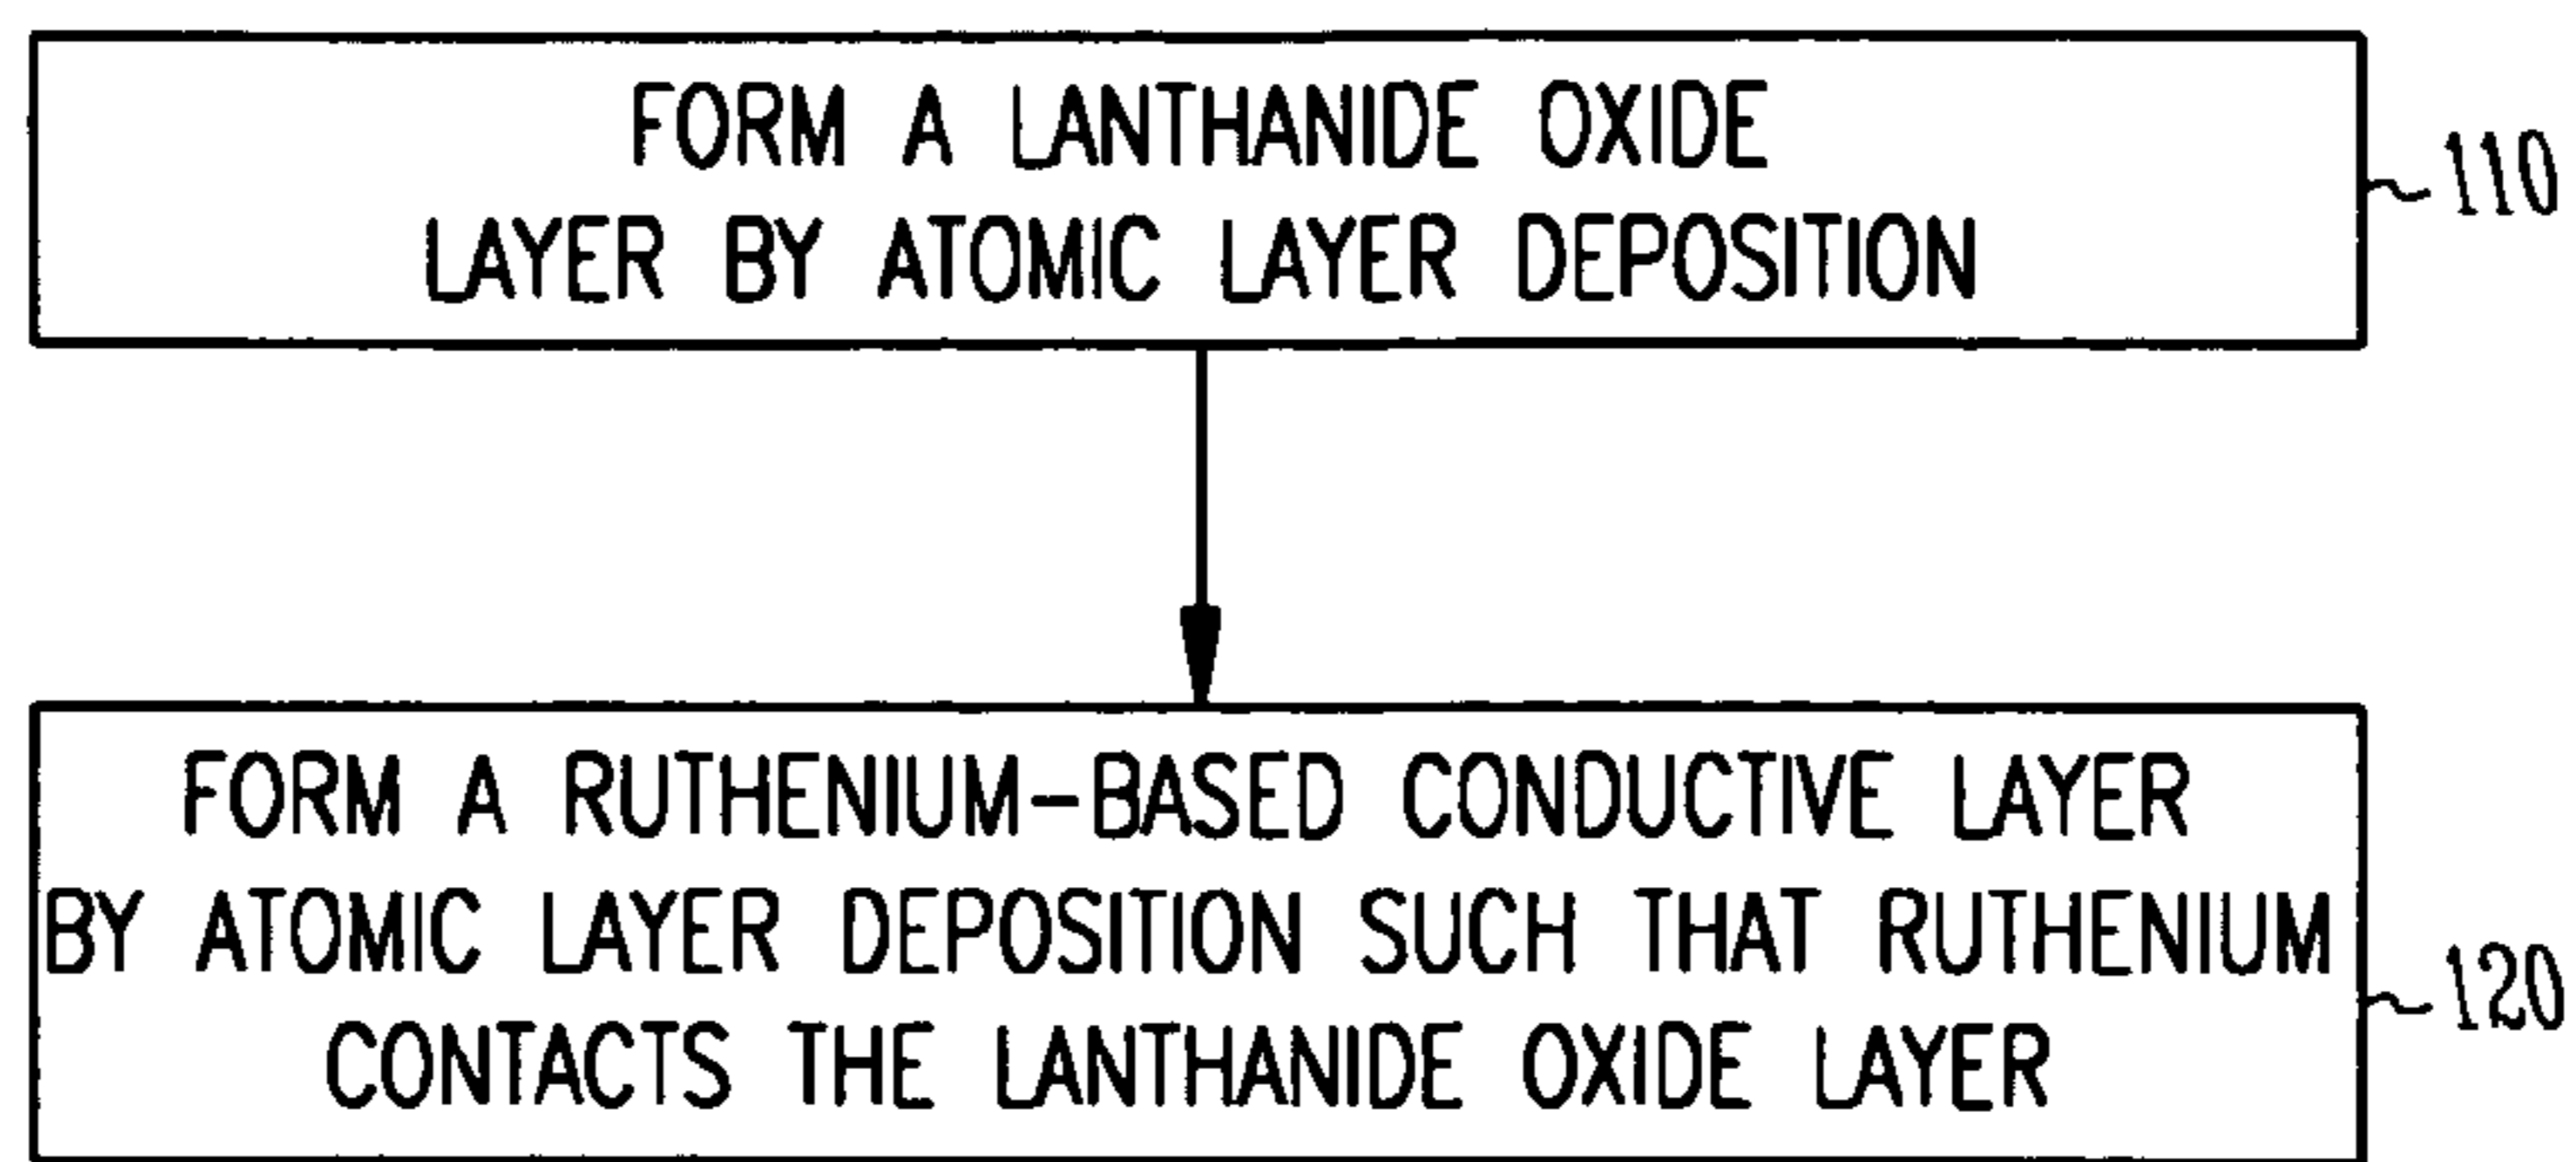 FORM A LANTHANIDE OXIDE
LAYER BY ATOMIC LAYER DEPOSITION
110
FORM A RUTHENIUM-BASED CONDUCTIVE LAYER
BY ATOMIC LAYER DEPOSITION SUCH THAT RUTHENIUM
CONTACTS THE LANTHANIDE OXIDE LAYER
120